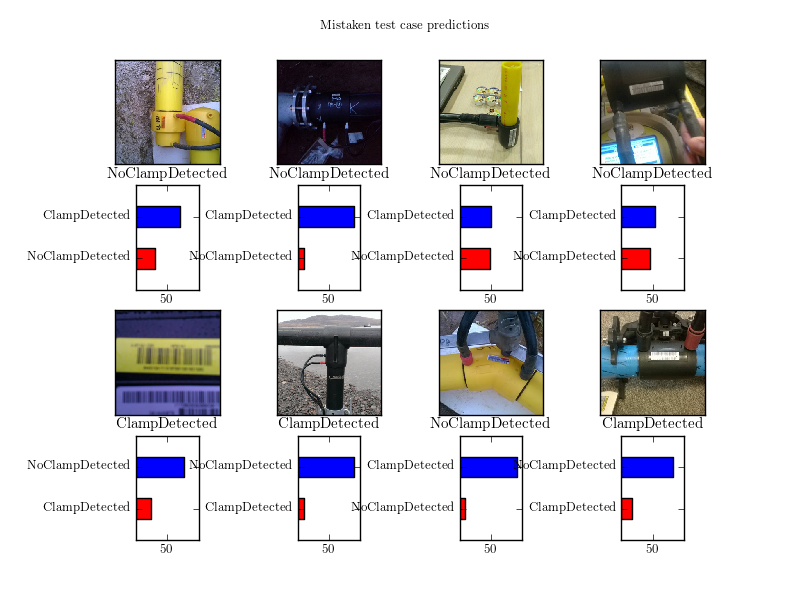 Mistaken test case predictions
NoClampDetected NoClampDetected NoClampDetected NoClampDetected
ClampDetected ClampDetected ClampDetected ClampDetected
NoClampDetected NoClampDetected NoClampDetected NoClampDetected
50 50 50 50
ClampDetected ClampDetected NoClampDetected ClampDetected
NoClampDetected NoClampDetected ClampDetected NoClampDetected
ClampDetected ClampDetected NoClampDetected ClampDetected
50 50 50 50